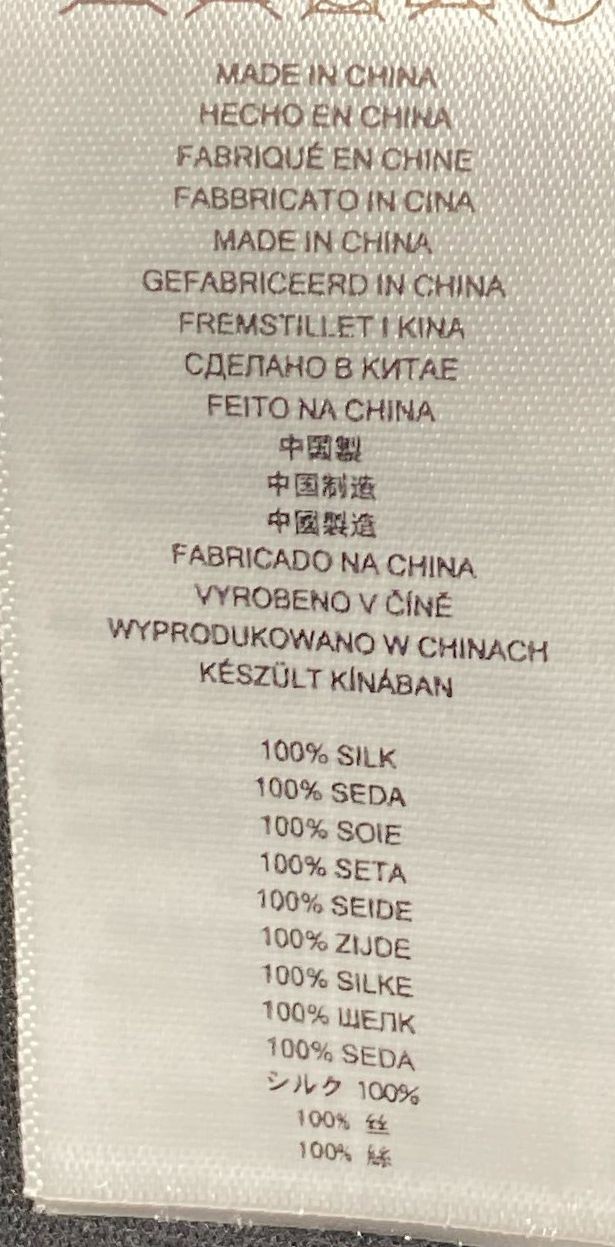 MADE IN CHINA
HECHO EN CHINA
FABRIQUÉ EN CHINE
FABBRICATO IN CINA
MADE IN CHINA
GEFABRICEERD IN CHINA
FREMSTILLET I KINA
СДЕЛАНО В КИТАЕ
FEITO NA CHINA
中国製
中国制造
中國製造
FABRICADO NA CHINA
VYROBENO V ČÍNĚ
WYPRODUKOWANO W CHINACH
KÉSZÜLT KÍNÁBAN
100% SILK
100% SEDA
100% SOIE
100% SETA
100% SEIDE
100% ZIJDE
100% SILKE
100% ШЕЛК
100% SEDA
シルク 100%
100% 丝
100% 絲